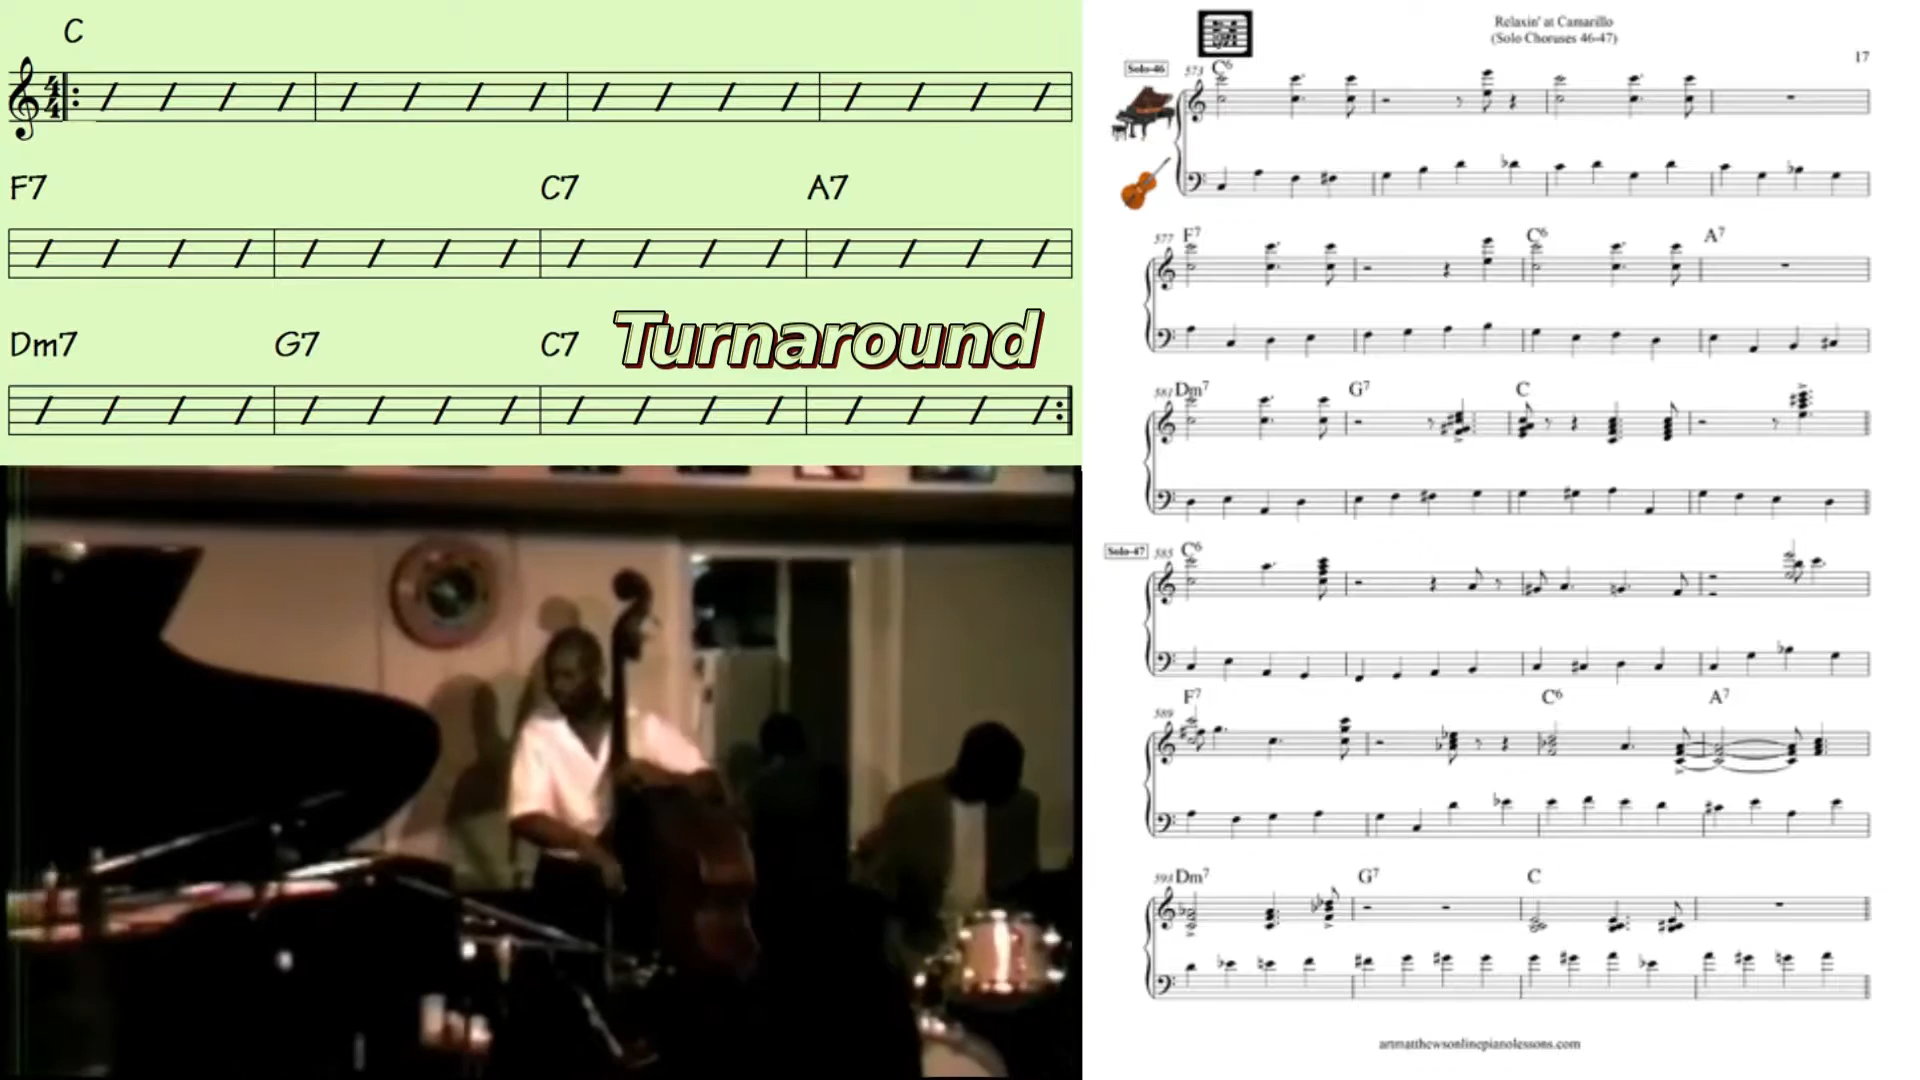 C
F7 C7 A7
Dm7 G7 C7 Turnaround
Relaxin' at Camarillo
(Solo Choruses 46-47)
17
Solo-46 573 C6
577 F7 C6 A7
581 Dm7 G7 C
Solo-47 585 C6
F7 C6 A7
589
593 Dm7 G7 C
artmatthewsonlinepianolessons.com